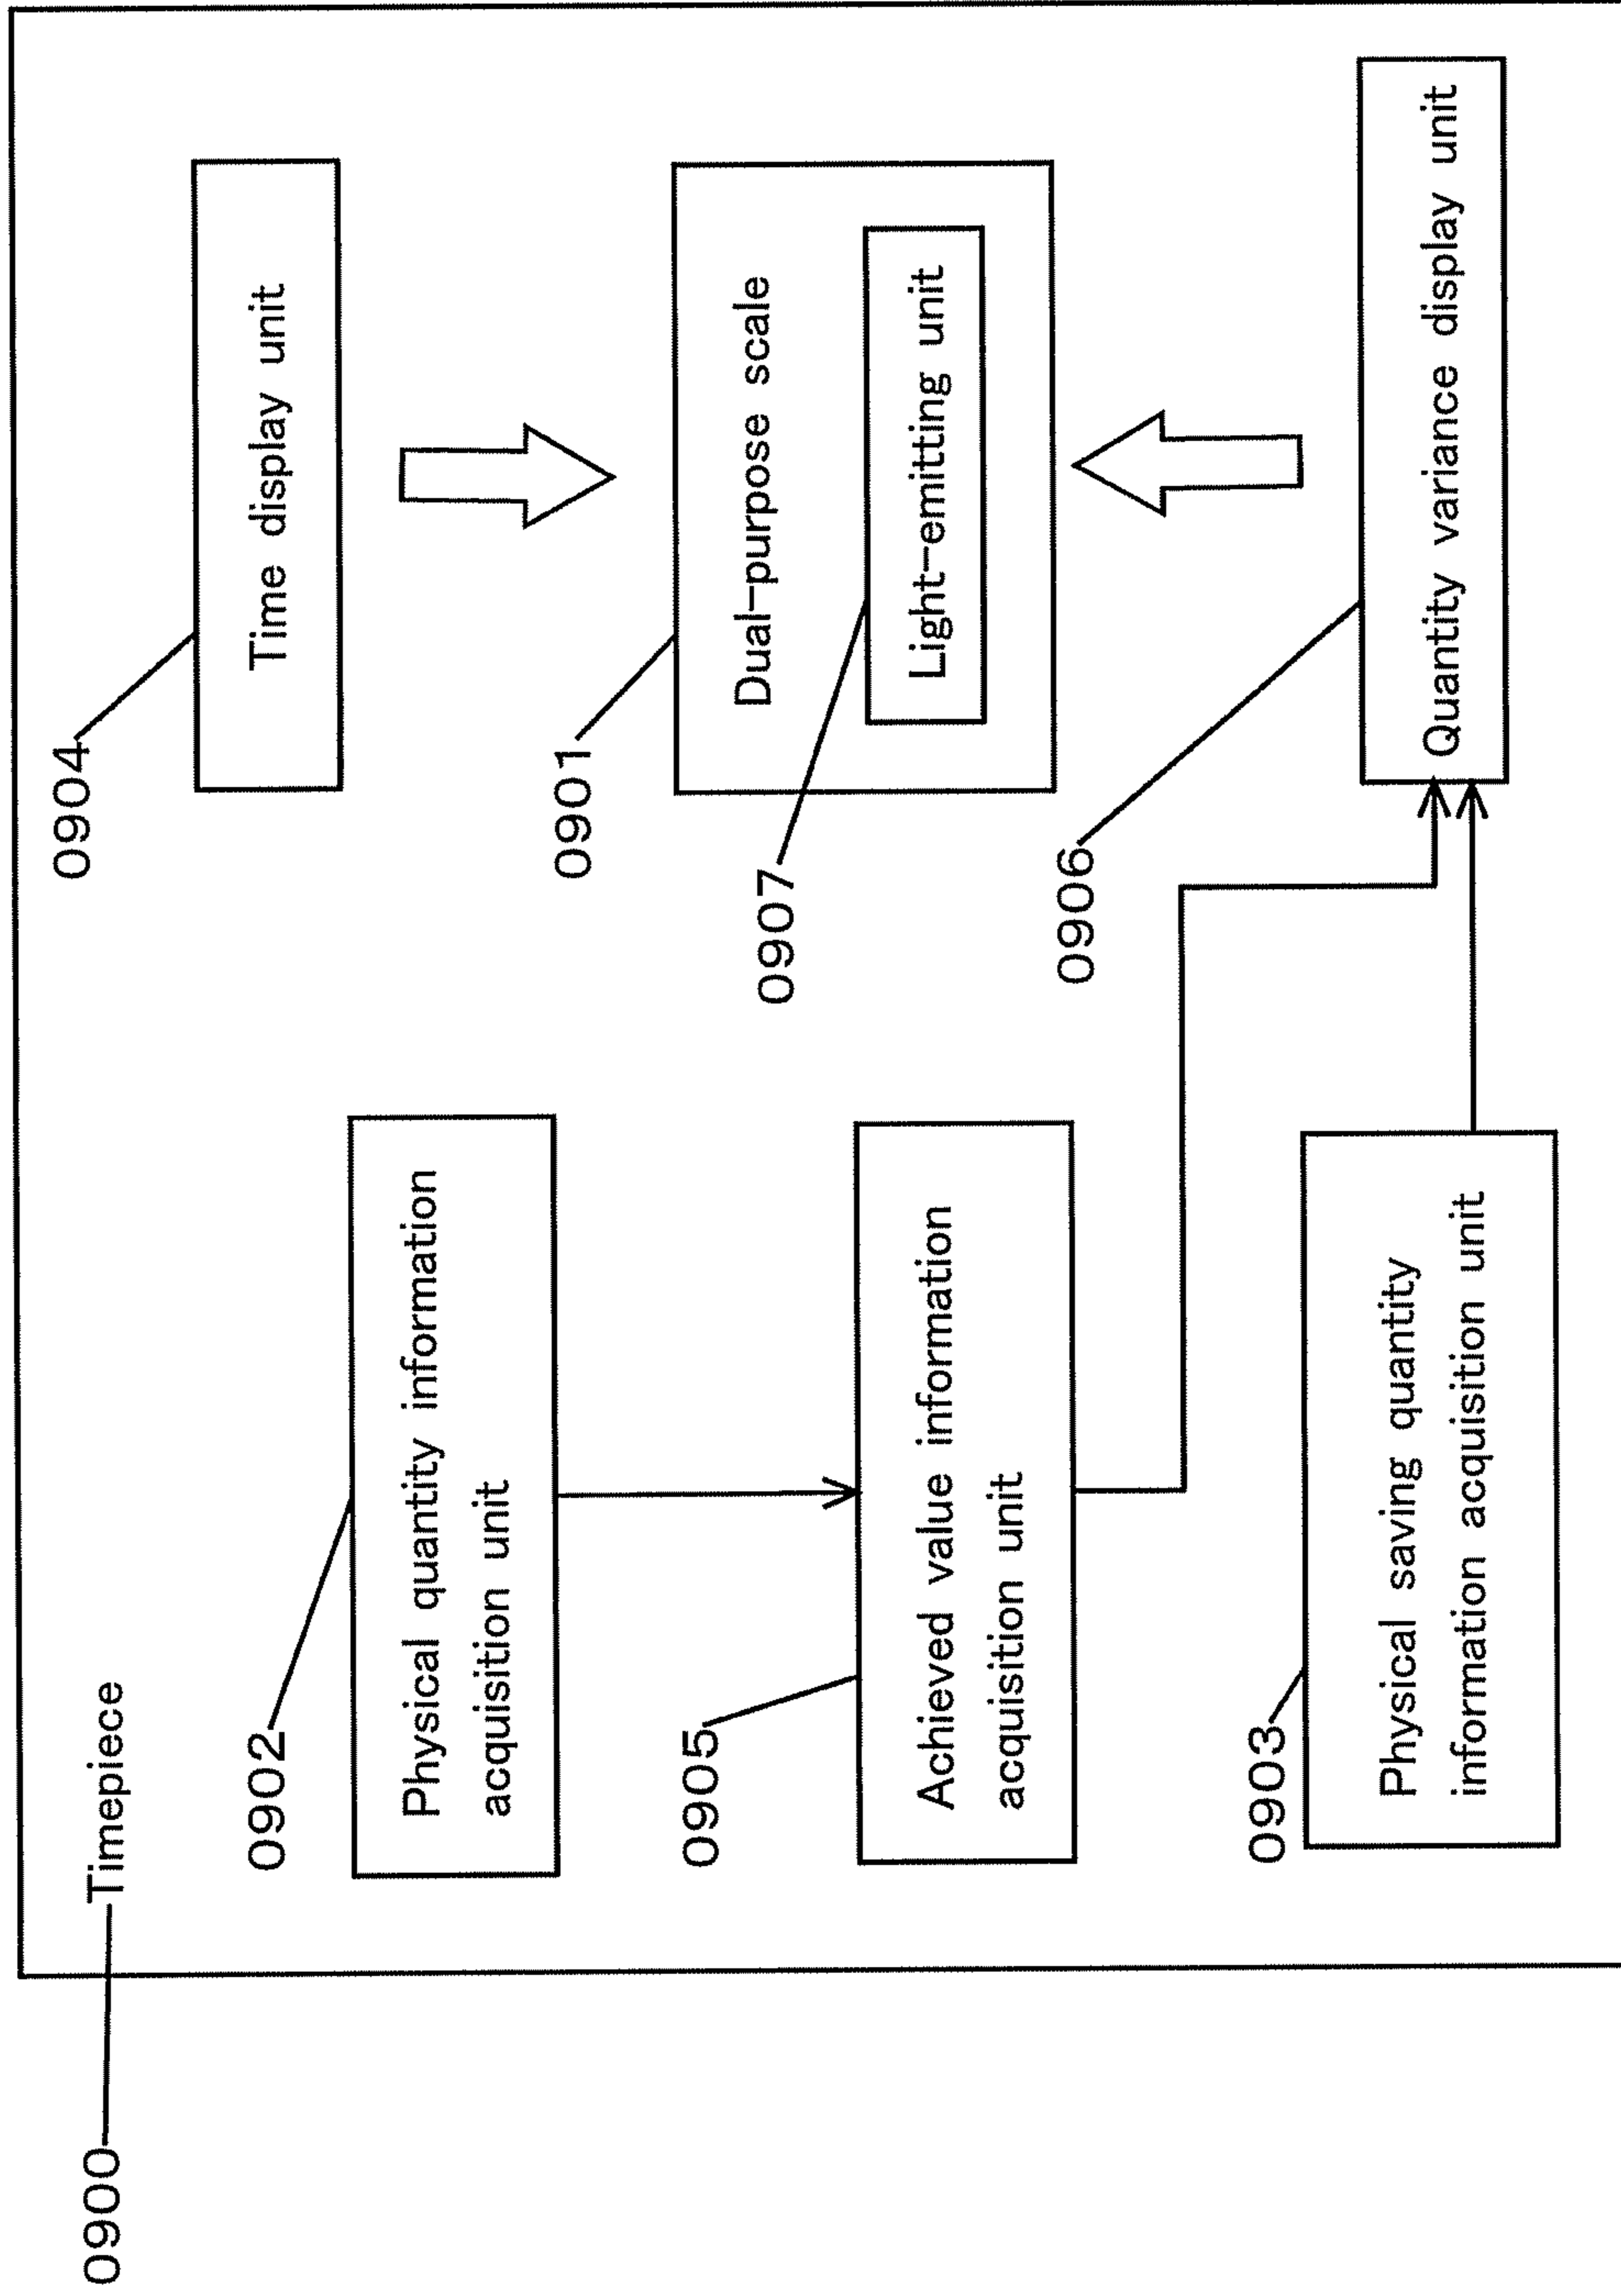 0900
Timepiece
0902
Physical quantity information
acquisition unit
0905
Achieved value information
acquisition unit
0903
Physical saving quantity
information acquisition unit
0904
Time display unit
0901
Dual-purpose scale
0907
Light-emitting unit
0906
Quantity variance display unit